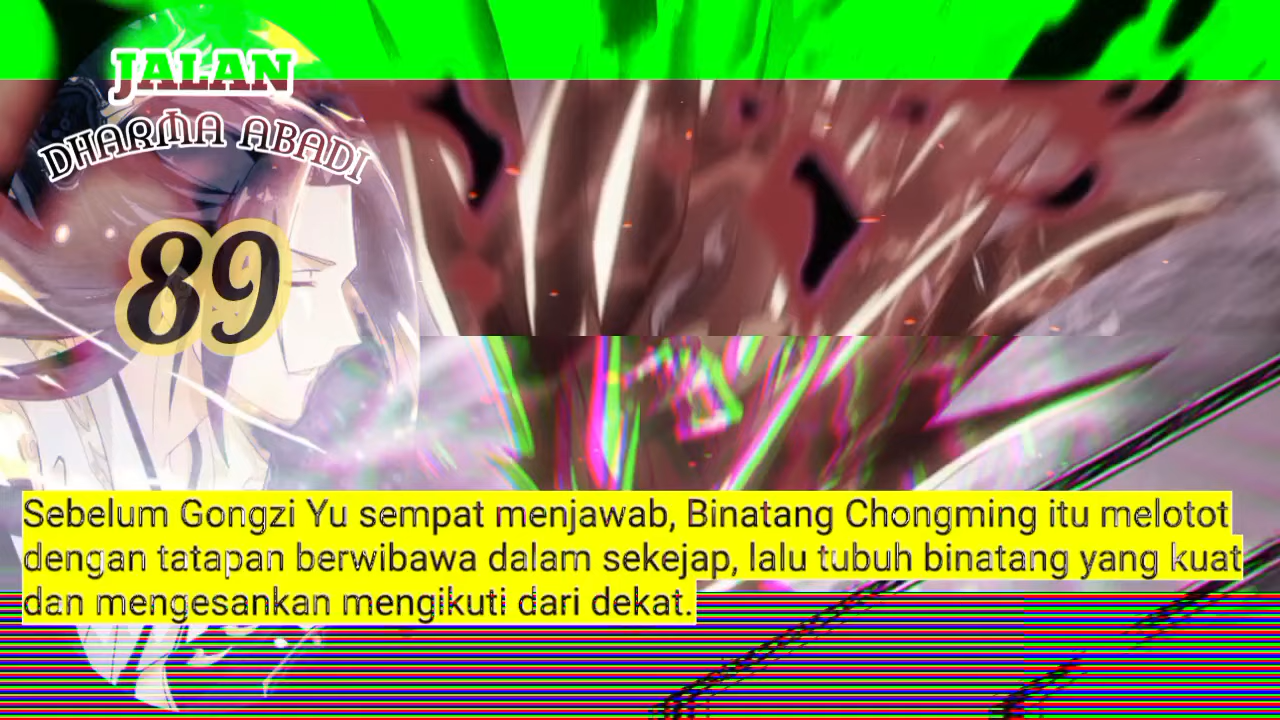 JALAN
DHARMA ABADI
89
Sebelum Gongzi Yu sempat menjawab, Binatang Chongming itu melotot
dengan tatapan berwibawa dalam sekejap, lalu tubuh binatang yang kuat
dan mengesankan mengikuti dari dekat.